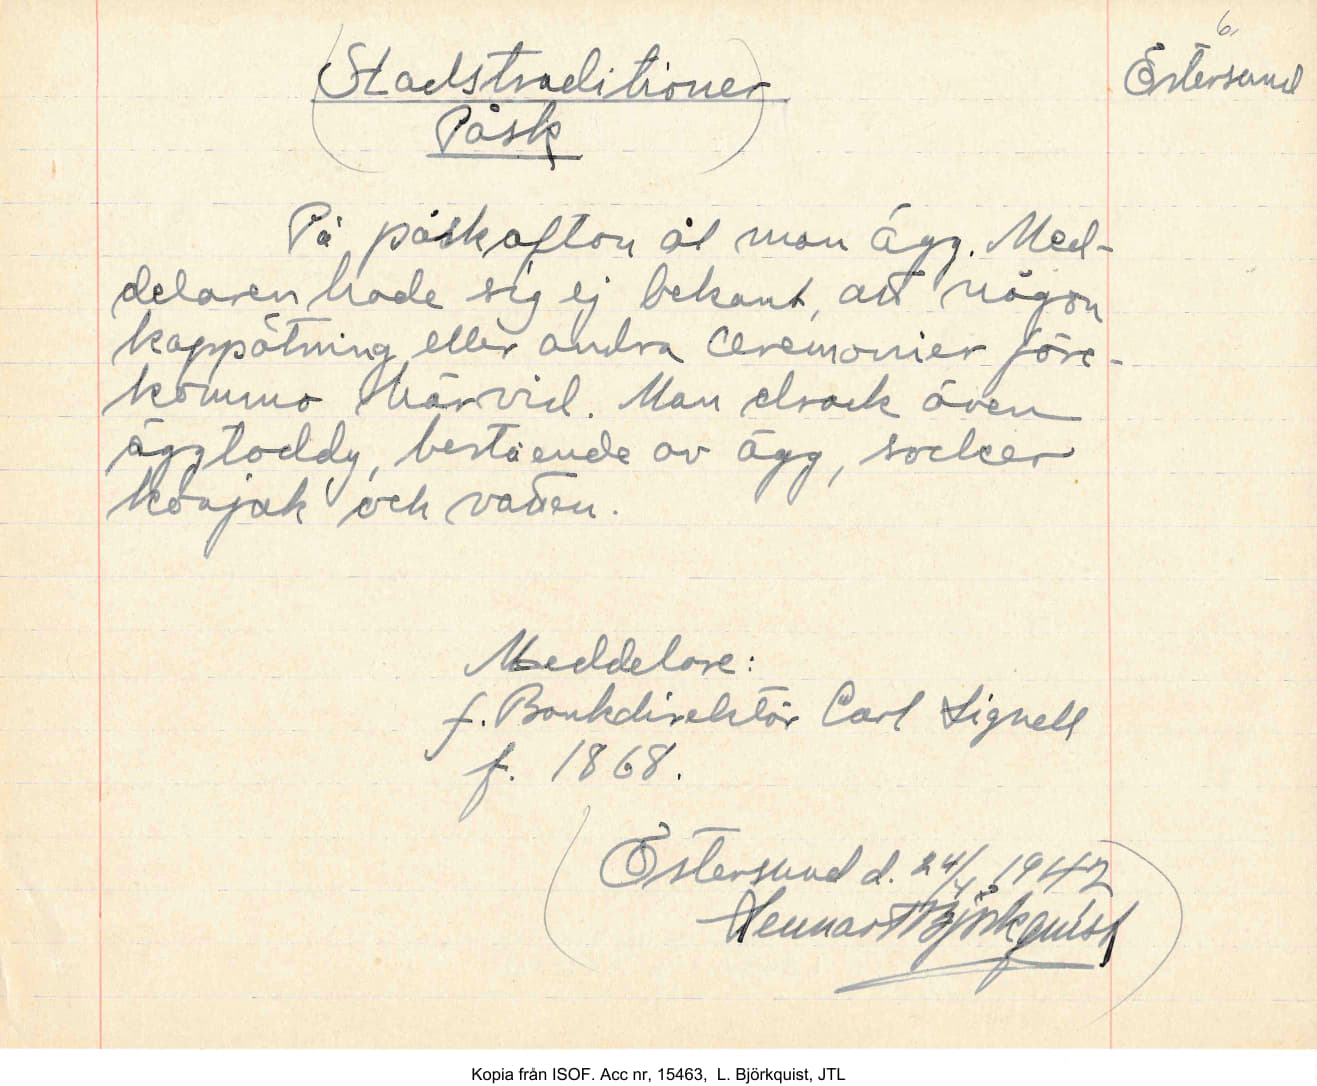 6.
Östersund
(Stadstraditioner
Påsk)
På påskafton åt man ägg. Med-
delaren hade sig ej bekant, att någon
kappätning eller andra ceremonier före-
kommo härvid. Man drack även
äggtoddy, bestående av ägg, socker
konjak och vatten.
Meddelare:
f. Bankdirektör Carl Lignell
f. 1868.
(Östersund d. 24/4 1942
Lennart Björkquist)
Kopia från ISOF. Acc nr, 15463, L. Björkquist, JTL